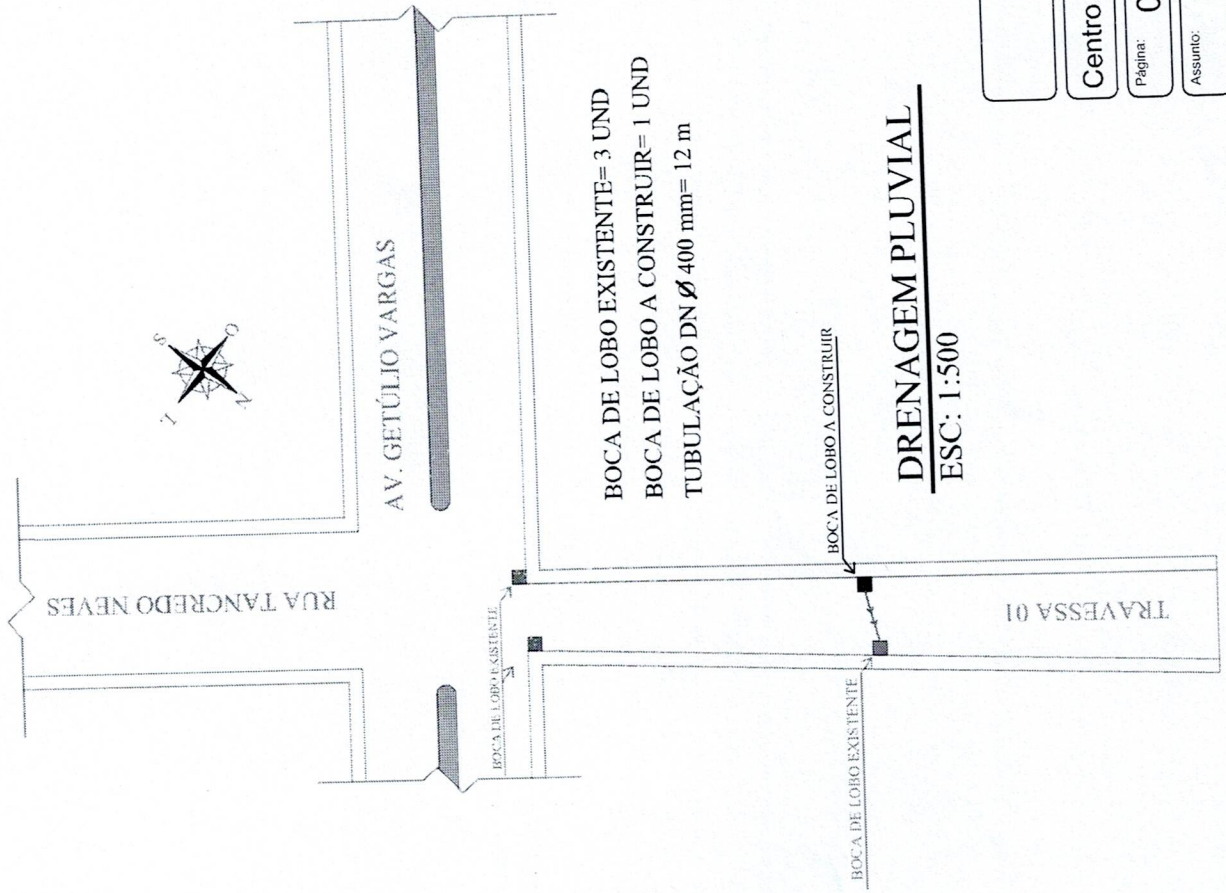 RUA TANCREDO NEVES
S
O
N
AV. GETÚLIO VARGAS
BOCA DE LOBO EXISTENTE= 3 UND
BOCA DE LOBO A CONSTRUIR= 1 UND
TUBULAÇÃO DN Ø 400 mm= 12 m
BOCA DE LOBO EXISTENTE
BOCA DE LOBO A CONSTRUIR
BOCA DE LOBO EXISTENTE
TRAVESSA 01
DRENAGEM PLUVIAL
ESC: 1:500
Centro
Página:
Assunto: